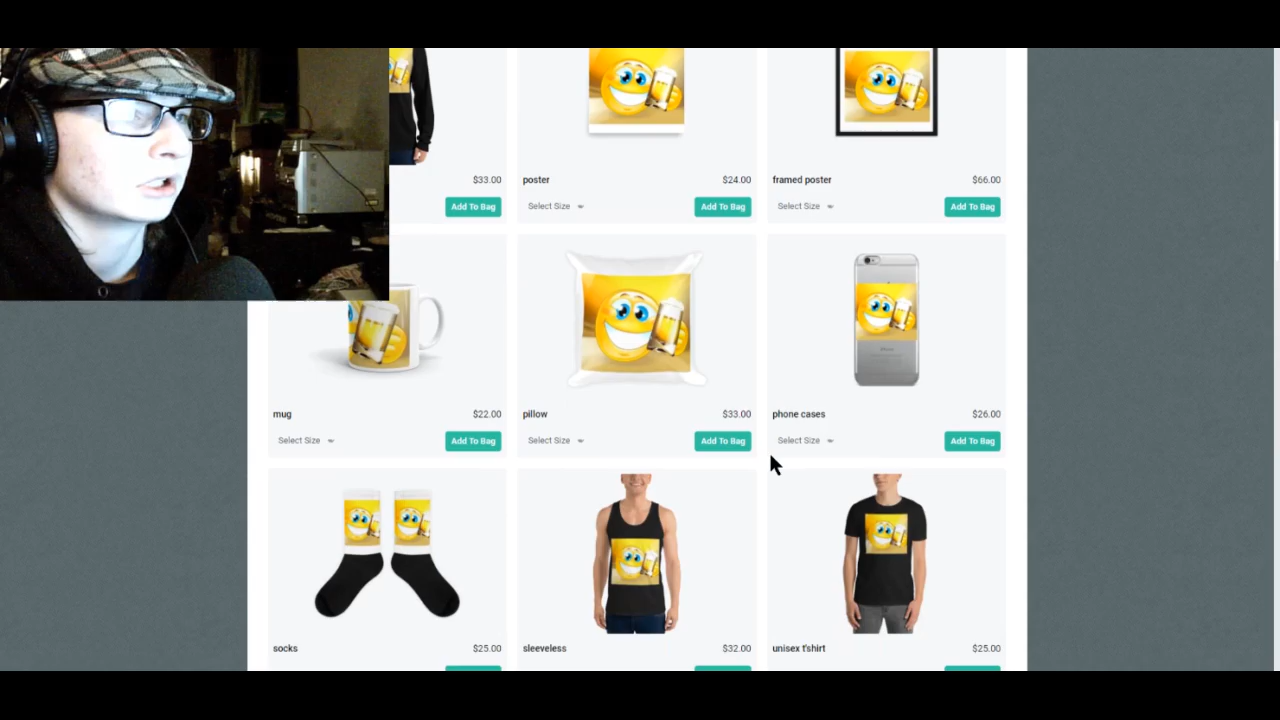 $33.00
Add To Bag
poster $24.00
Select Size Add To Bag
framed poster $66.00
Select Size Add To Bag
mug $22.00
Select Size Add To Bag
pillow $33.00
Select Size Add To Bag
phone cases $26.00
Select Size Add To Bag
socks $25.00
sleeveless $32.00
unisex t'shirt $25.00